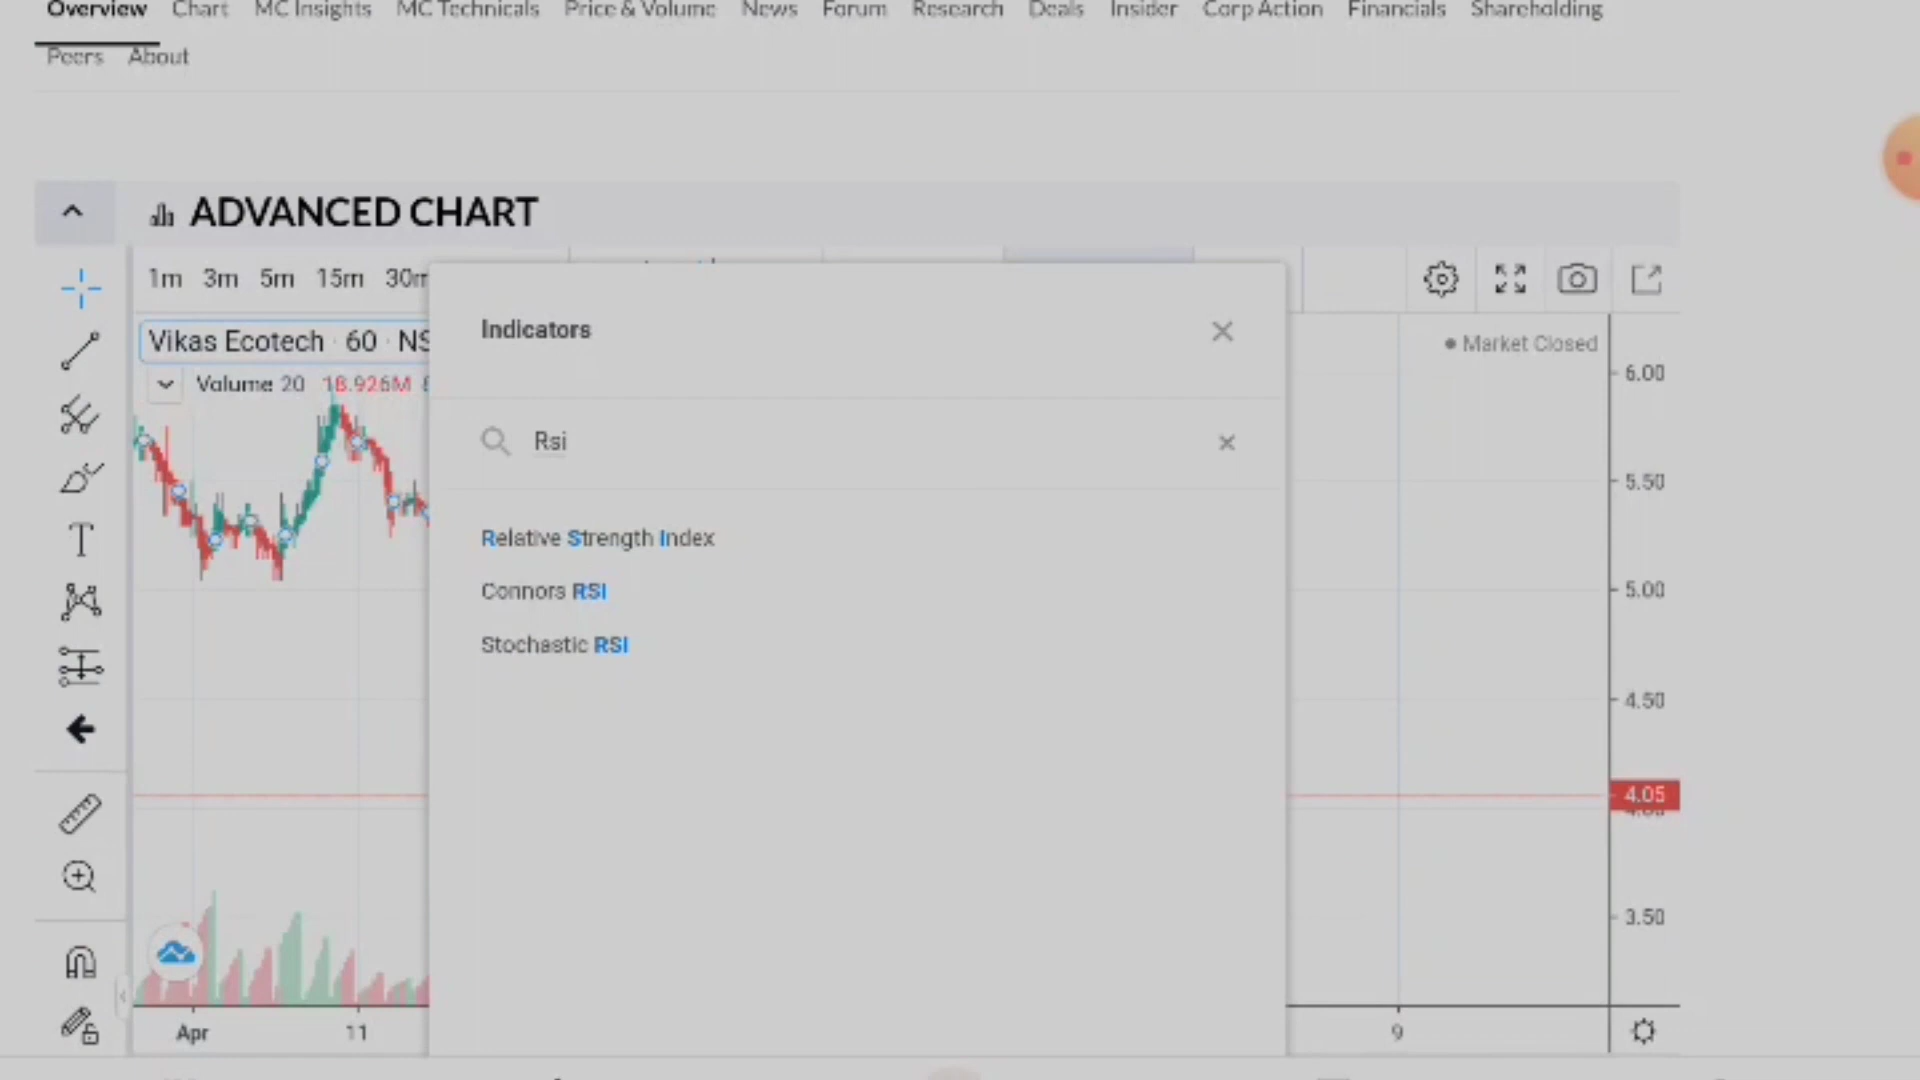 Overview Chart MC Insights MC Technicals Price & Volume News Forum Research Deals Insider Corp Action Financials Shareholding
Peers About
ADVANCED CHART
1m 3m 5m 15m 30m
Vikas Ecotech · 60 · NS
Market Closed
Volume 20 18.926M
Indicators
Rsi
Relative Strength Index
Connors RSI
Stochastic RSI
6.00
5.50
5.00
4.50
4.05
3.50
Apr 11 9